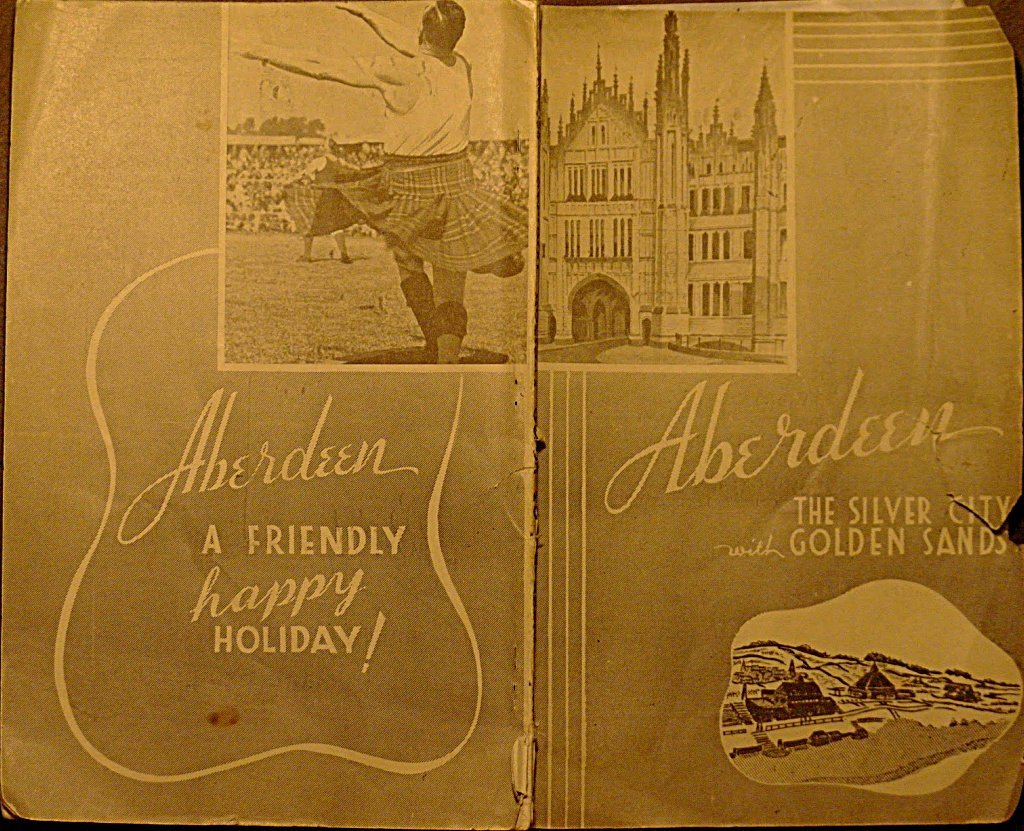 Aberdeen
A FRIENDLY
happy
HOLIDAY!
Aberdeen
THE SILVER CITY
with GOLDEN SANDS